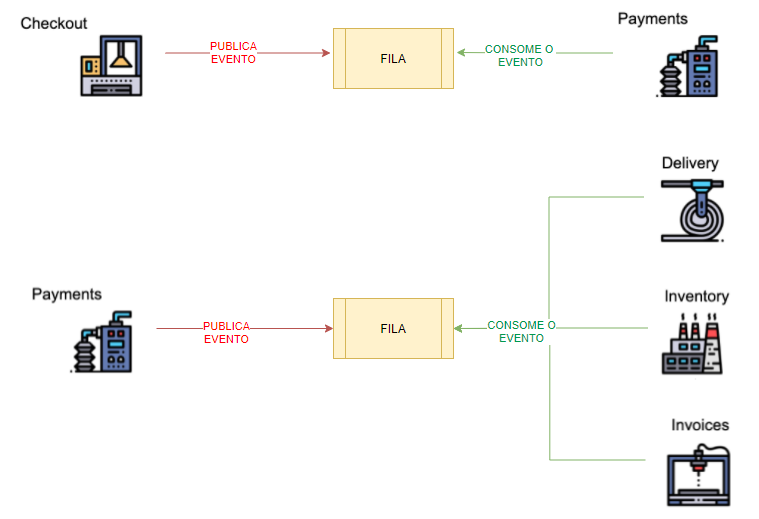 Checkout
Payments
PUBLICA
EVENTO
FILA
CONSOME O
EVENTO
Delivery
Payments
Inventory
PUBLICA
EVENTO
FILA
CONSOME O
EVENTO
Invoices